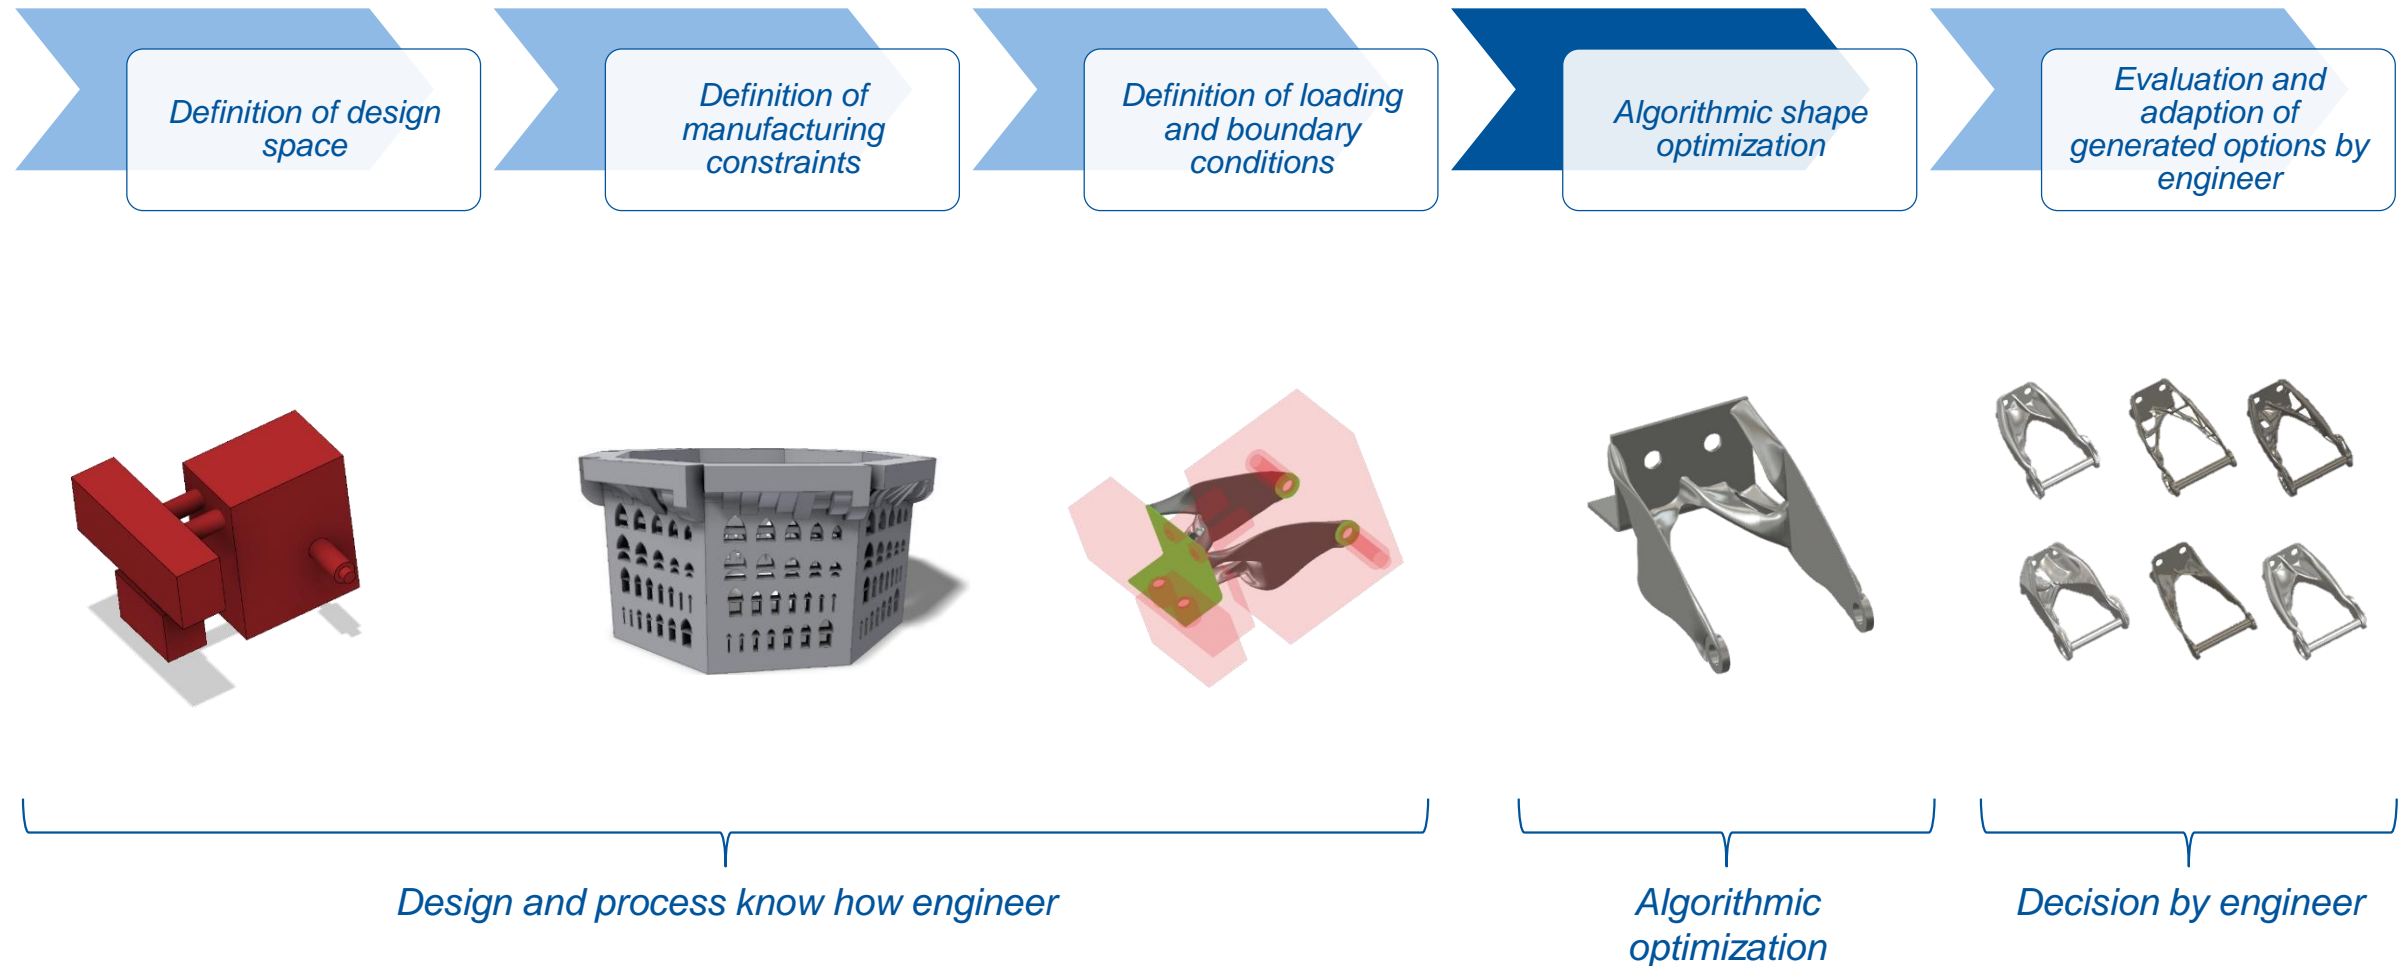 Definition of design
space
Definition of
manufacturing
constraints
Definition of loading
and boundary
conditions
Algorithmic shape
optimization
Evaluation and
adaption of
generated options by
engineer
Design and process know how engineer
Algorithmic
optimization
Decision by engineer